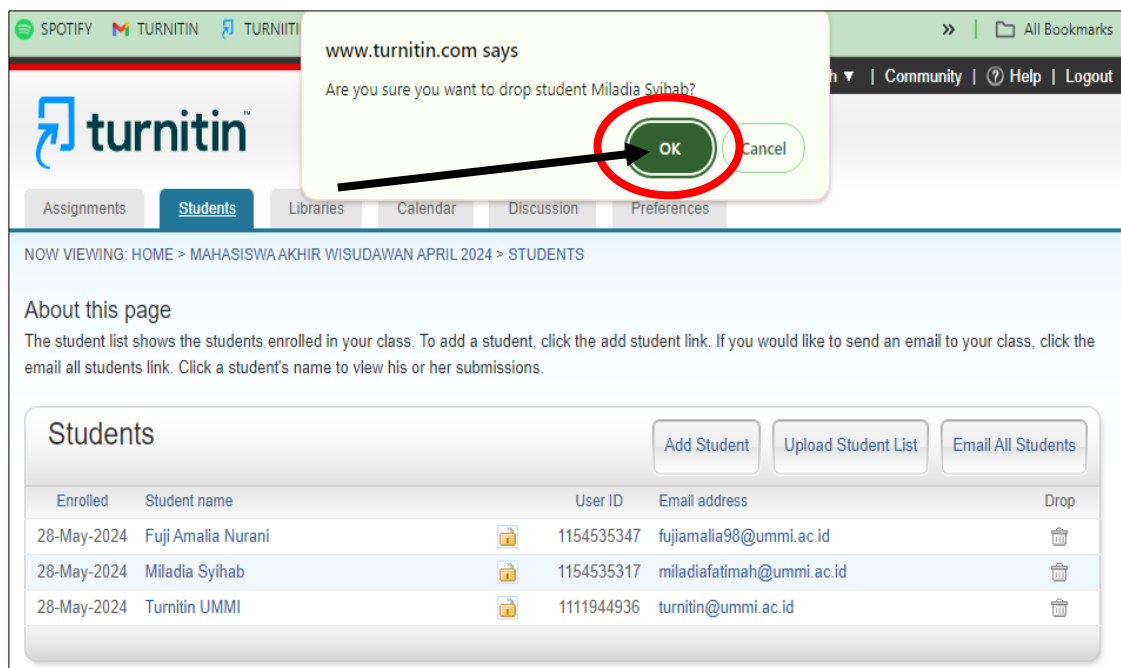 SPOTIFY TURNITIN » All Bookmarks
www.turnitin.com says
Are you sure you want to drop student Miladia Syihab?
OK Cancel
Community | Help | Logout
turnitin
Assignments Students Libraries Calendar Discussion Preferences
NOW VIEWING: HOME > MAHASISWA AKHIR WISUDAWAN APRIL 2024 > STUDENTS
About this page
The student list shows the students enrolled in your class. To add a student, click the add student link. If you would like to send an email to your class, click the
email all students link. Click a student's name to view his or her submissions.
Students Add Student Upload Student List Email All Students
Enrolled Student name User ID Email address Drop
28-May-2024 Fuji Amalia Nurani 1154535347 fujiamalia98@ummi.ac.id
28-May-2024 Miladia Syihab 1154535317 miladiafatimah@ummi.ac.id
28-May-2024 Turnitin UMMI 1111944936 turnitin@ummi.ac.id